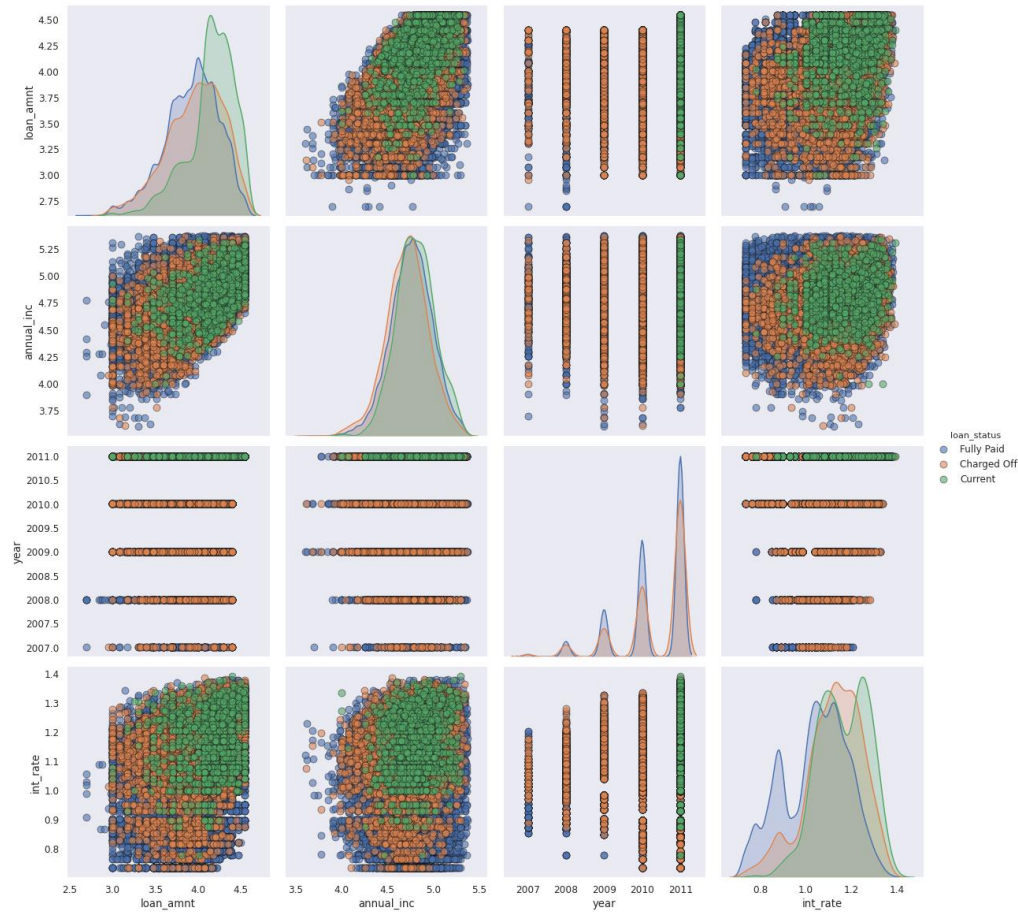 4.50
4.25
4.00
3.75
3.50
3.25
3.00
2.75
loan_amnt
5.25
5.00
4.75
4.50
4.25
4.00
3.75
annual_inc
loan_status
Fully Paid
Charged Off
Current
2011.0
2010.5
2010.0
2009.5
2009.0
2008.5
2008.0
2007.5
2007.0
year
1.4
1.3
1.2
1.1
1.0
0.9
0.8
int_rate
2.5 3.0 3.5 4.0 4.5
3.5 4.0 4.5 5.0 5.5
2007 2008 2009 2010 2011
0.8 1.0 1.2 1.4
loan_amnt
annual_inc
year
int_rate